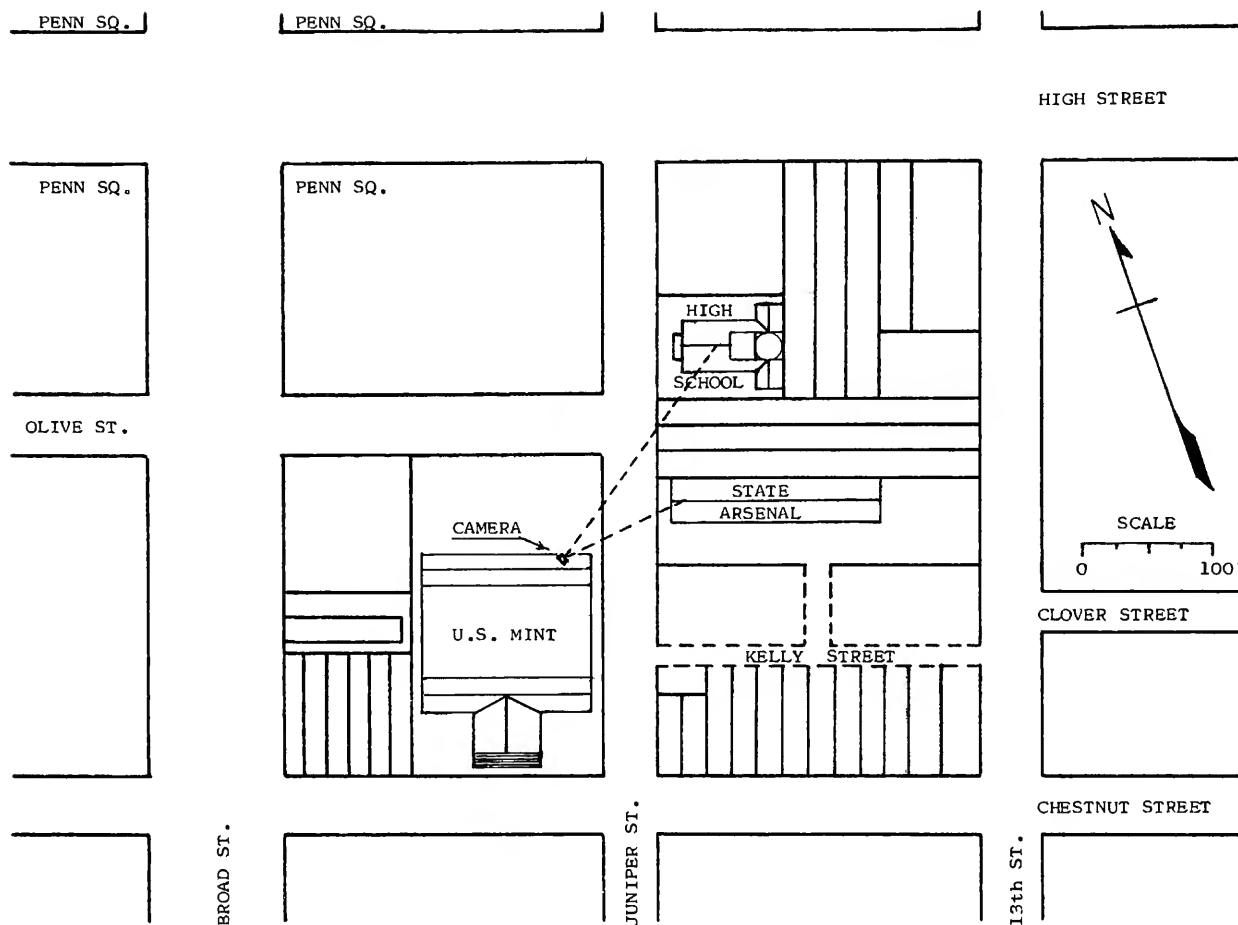 PENN SQ.
PENN SQ.
HIGH STREET
PENN SQ.
PENN SQ.
N
HIGH
SCHOOL
OLIVE ST.
STATE
ARSENAL
CAMERA
SCALE
0 100'
U.S. MINT
CLOVER STREET
KELLY STREET
CHESTNUT STREET
BROAD ST.
JUNIPER ST.
13th ST.